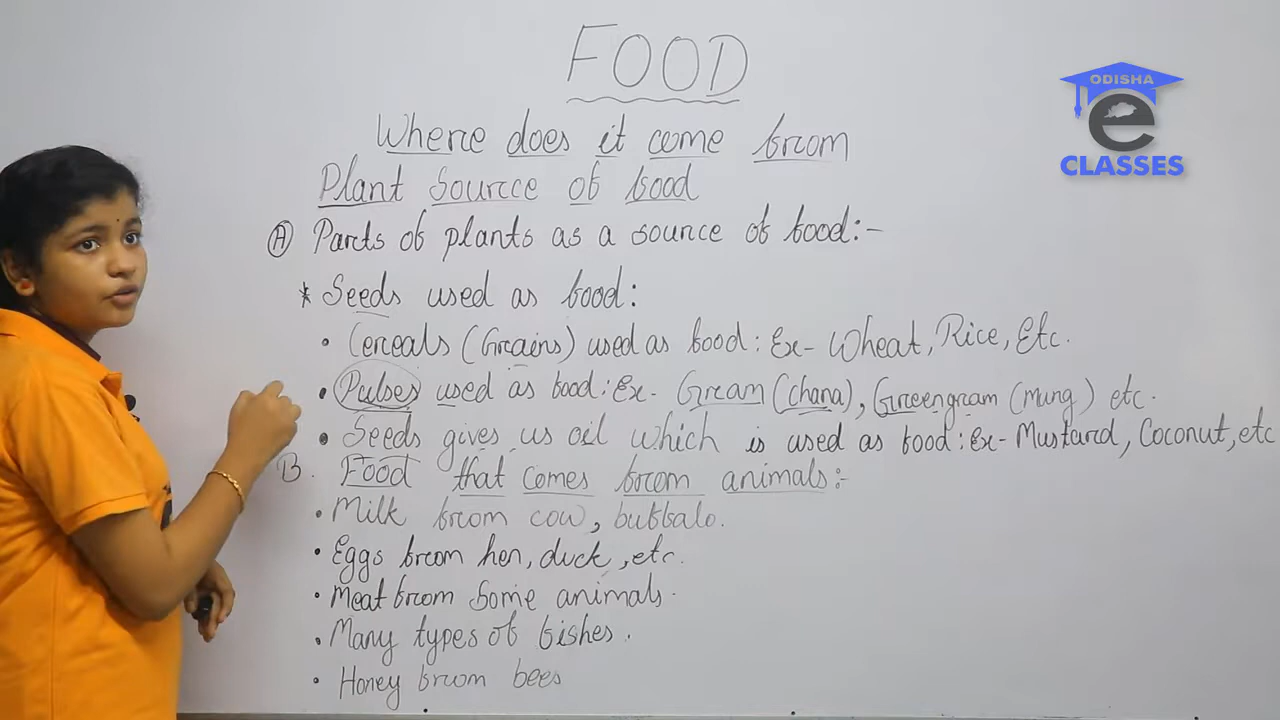 FOOD
Where does it come from
Plant Source of food
A Parts of plants as a source of food:-
* Seeds used as food:
• Cereals (Grains) used as food: Ex- Wheat, Rice, Etc.
• Pulses used as food: Ex- Gream (chana), Greengram (mung) etc.
• Seeds gives us oil which is used as food: Ex- Mustard, Coconut, etc
B. Food that comes from animals:-
• Milk from cow, buffalo.
• Eggs from hen, duck, etc.
• Meat from Some animals.
• Many types of fishes.
• Honey from bees
ODISHA
e
CLASSES